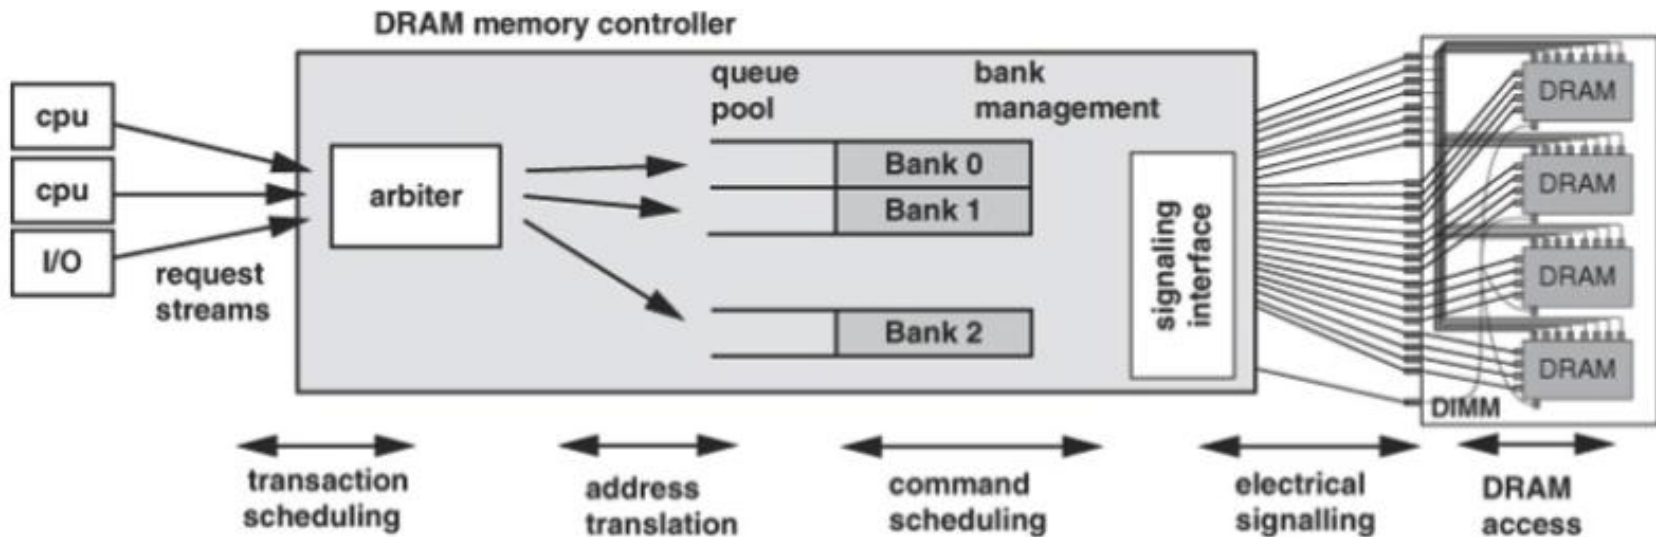 DRAM memory controller
cpu
cpu
I/O
request
streams
arbiter
queue
pool
bank
management
Bank 0
Bank 1
Bank 2
signaling
interface
DRAM
DRAM
DRAM
DRAM
DIMM
transaction
scheduling
address
translation
command
scheduling
electrical
signalling
DRAM
access